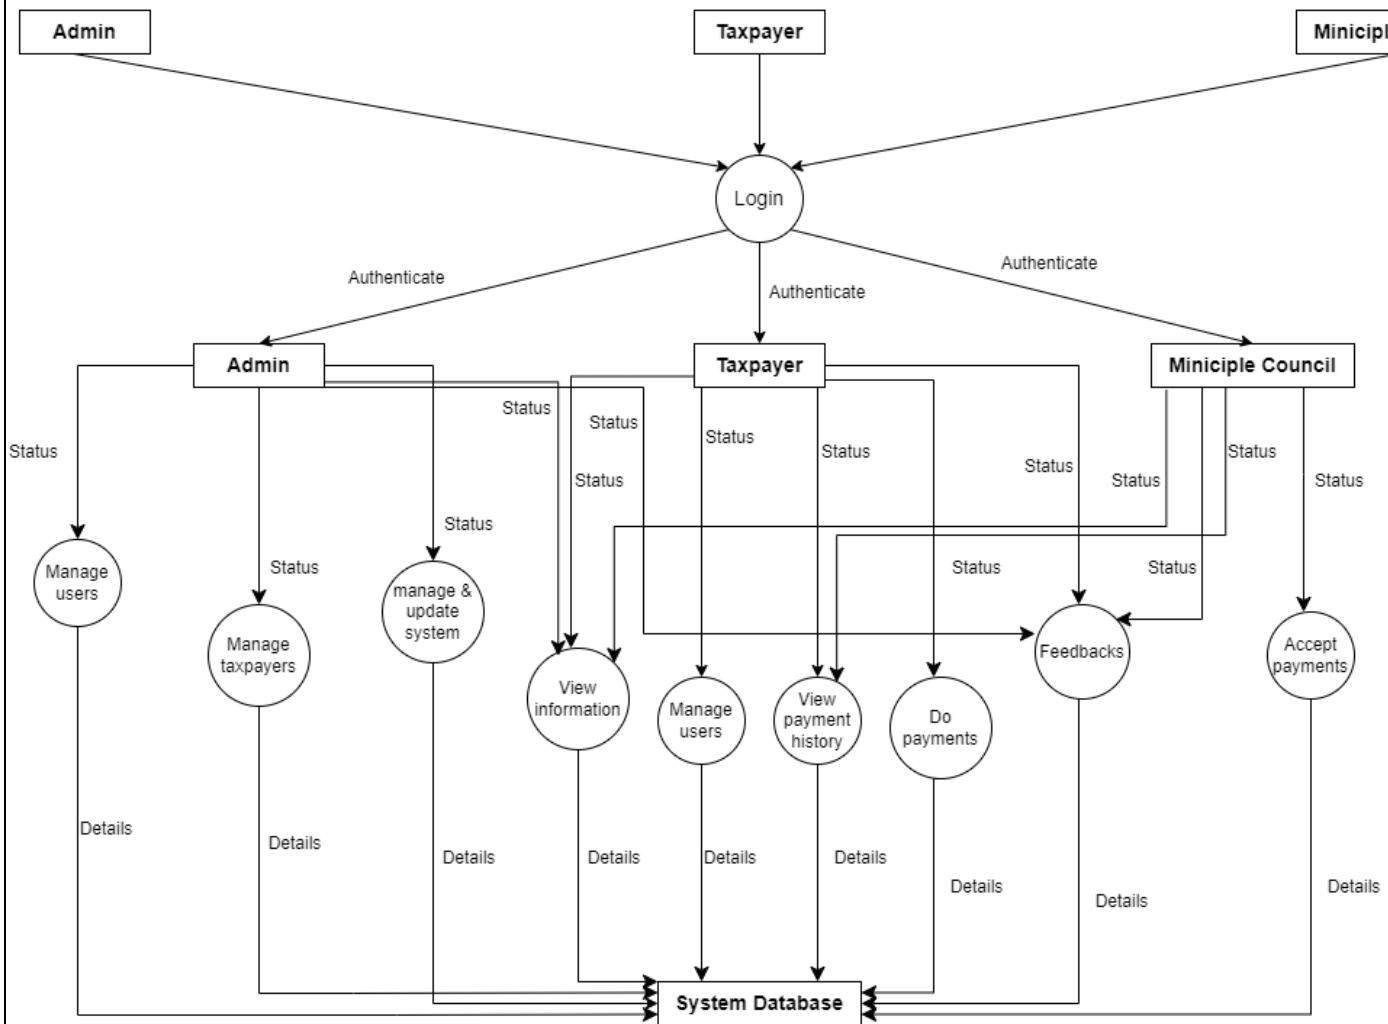 Admin
Taxpayer
Minicipl
Login
Authenticate
Authenticate
Authenticate
Admin
Taxpayer
Miniciple Council
Status
Status
Status
Status
Status
Status
Status
Status
Status
Status
Status
Status
Status
Status
Manage
users
Manage
taxpayers
manage &
update
system
View
information
Manage
users
View
payment
history
Do
payments
Feedbacks
Accept
payments
Details
Details
Details
Details
Details
Details
Details
Details
Details
System Database